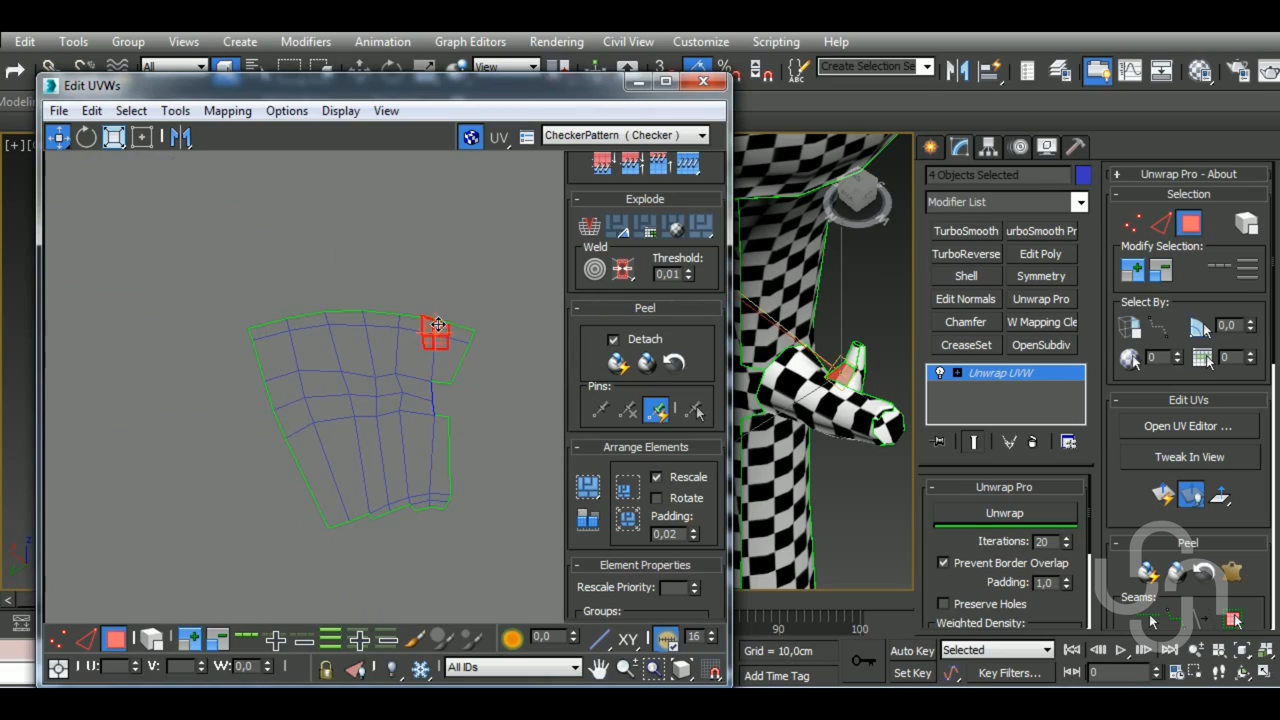 Edit Tools Group Views Create Modifiers Animation Graph Editors Rendering Civil View Customize Scripting Help
All View 3 Create Selection Se
Edit UVWs
File Edit Select Tools Mapping Options Display View
UV CheckerPattern ( Checker )
Explode
Weld
Threshold:
0,01
Peel
Detach
Pins:
Arrange Elements
Rescale
Rotate
Padding:
0,02
Element Properties
Rescale Priority:
Groups:
0,0 XY 16
U: V: W: 0,0 All IDs
90 100
Grid = 10,0cm
Add Time Tag
Auto Key Selected
Set Key Key Filters... 0
4 Objects Selected
Modifier List
TurboSmooth urboSmooth Pr
TurboReverse Edit Poly
Shell Symmetry
Edit Normals Unwrap Pro
Chamfer W Mapping Cle
CreaseSet OpenSubdiv
Unwrap UVW
Unwrap Pro
Unwrap
Iterations: 20
Prevent Border Overlap
Padding: 1,0
Preserve Holes
Weighted Density:
Unwrap Pro - About
Selection
Modify Selection:
Select By:
0,0
0 0
Edit UVs
Open UV Editor ...
Tweak In View
Peel
Seams: